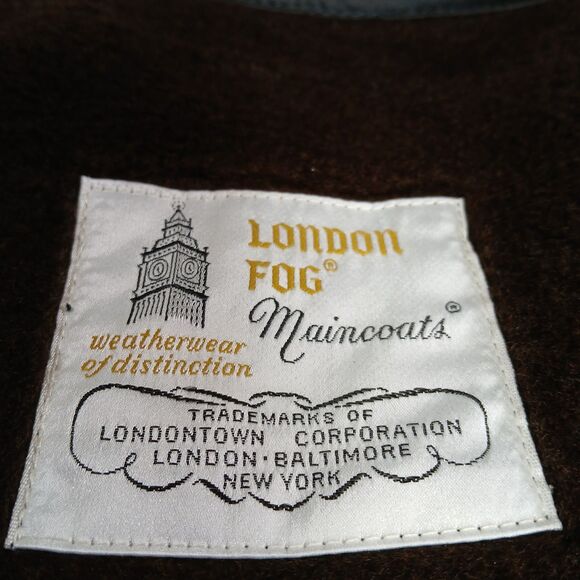 LONDON
FOG®
Maincoats®
weatherwear
of distinction
TRADEMARKS OF
LONDONTOWN CORPORATION
LONDON·BALTIMORE
NEW YORK